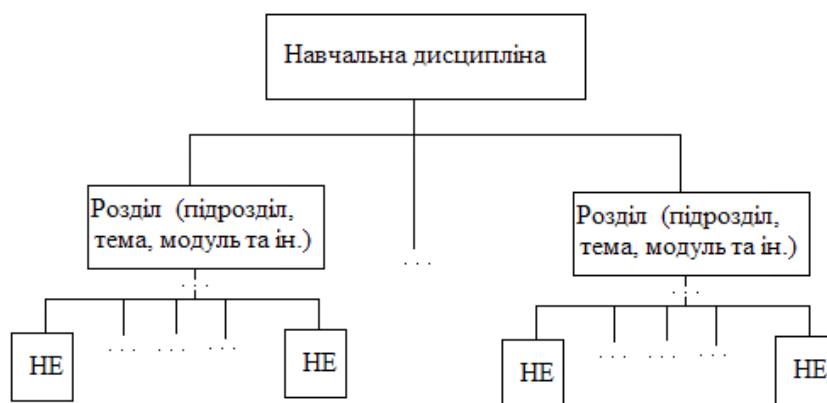 Навчальна дисципліна
Розділ (підрозділ,
тема, модуль та ін.)
Розділ (підрозділ,
тема, модуль та ін.)
. . .
. . .
. . .
. . . . . . . . .
. . . . . . . . .
НЕ
НЕ
НЕ
НЕ